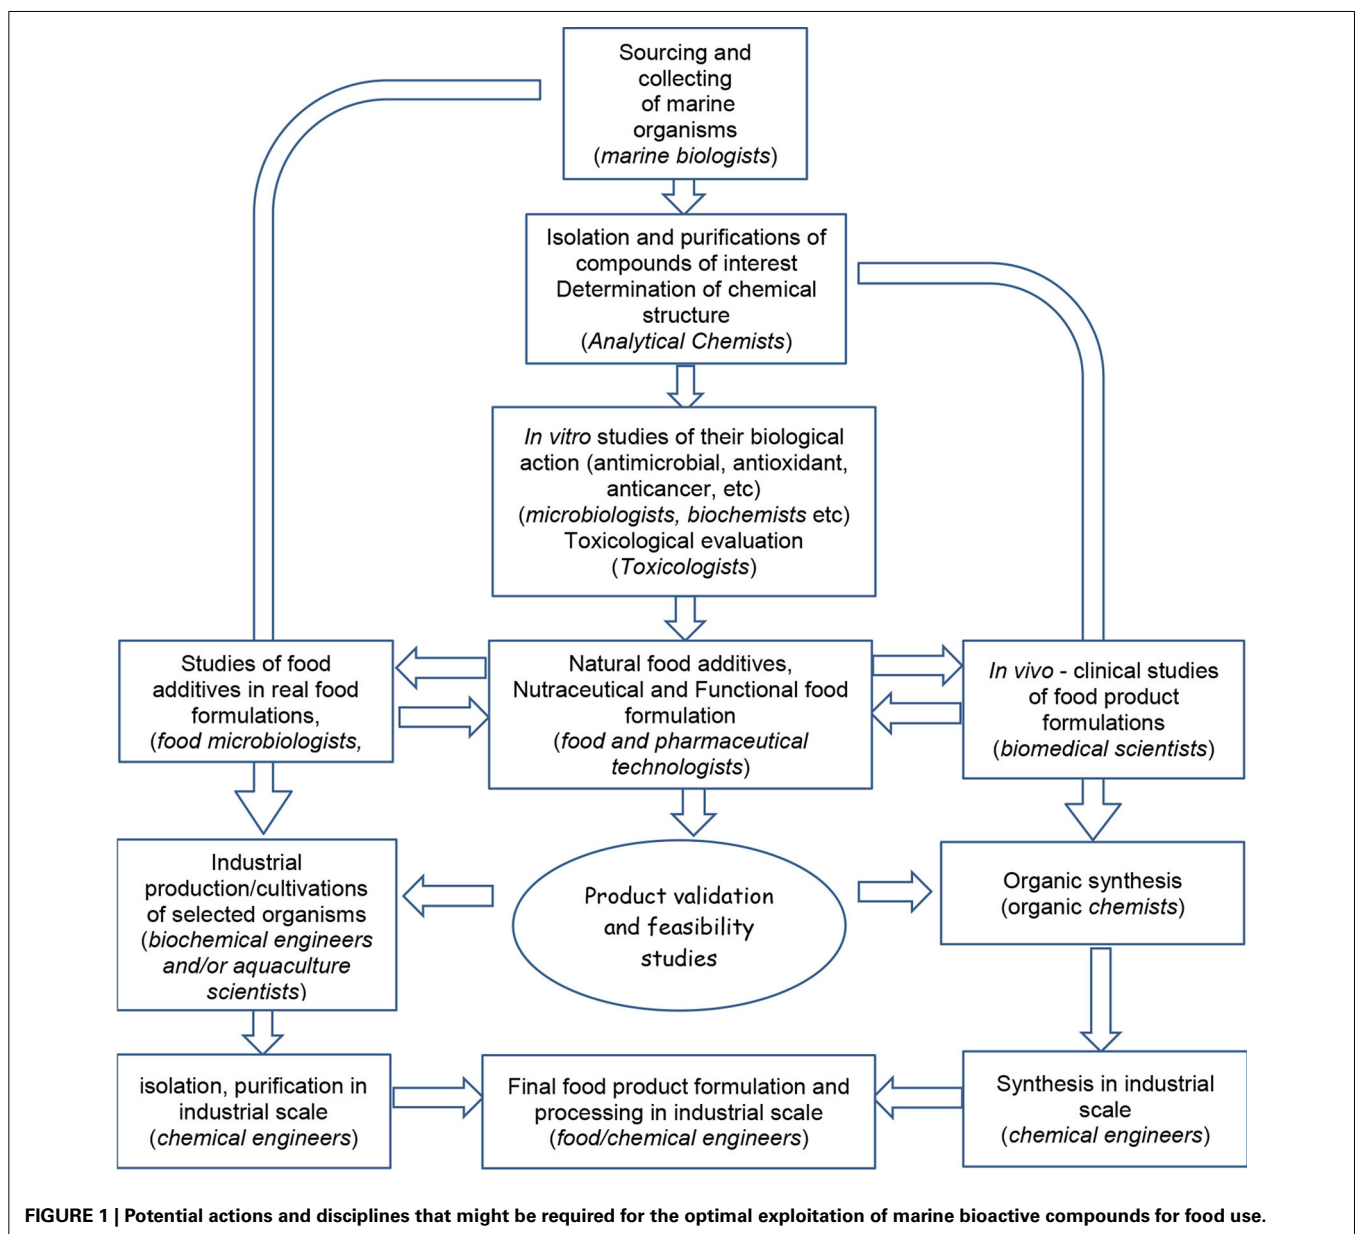 Sourcing and
collecting
of marine
organisms
(marine biologists)
Isolation and purifications of
compounds of interest
Determination of chemical
structure
(Analytical Chemists)
In vitro studies of their biological
action (antimicrobial, antioxidant,
anticancer, etc)
(microbiologists, biochemists etc)
Toxicological evaluation
(Toxicologists)
Studies of food
additives in real food
formulations,
(food microbiologists,
Natural food additives,
Nutraceutical and Functional food
formulation
(food and pharmaceutical
technologists)
In vivo - clinical studies
of food product
formulations
(biomedical scientists)
Industrial
production/cultivations
of selected organisms
(biochemical engineers
and/or aquaculture
scientists)
Product validation
and feasibility
studies
Organic synthesis
(organic chemists)
isolation, purification in
industrial scale
(chemical engineers)
Final food product formulation and
processing in industrial scale
(food/chemical engineers)
Synthesis in industrial
scale
(chemical engineers)
FIGURE 1 | Potential actions and disciplines that might be required for the optimal exploitation of marine bioactive compounds for food use.